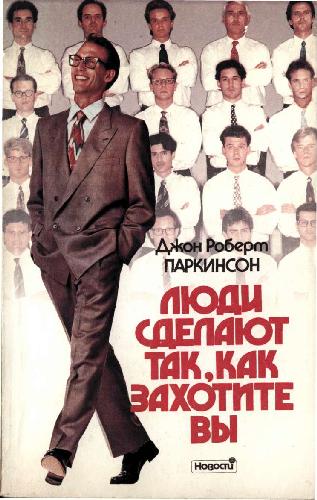 Джон Роберт
ПАРКИНСОН
ЛЮДИ
СДЕЛАЮТ
ТАК, КАК
ЗАХОТИТЕ
ВЫ
Новости